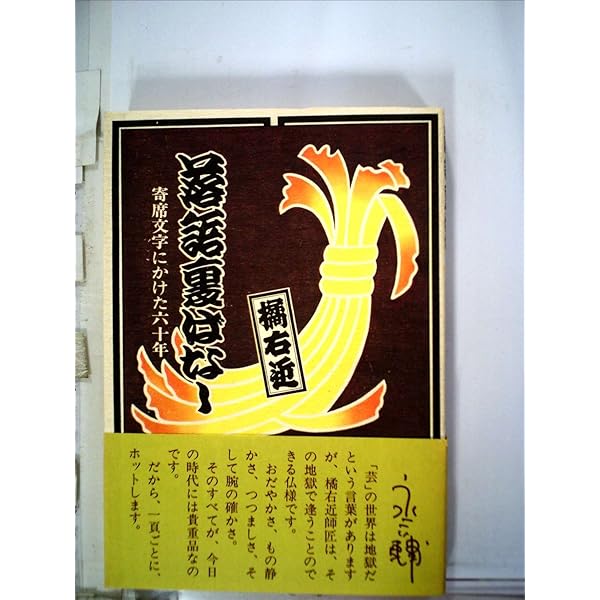 落語裏ばなし
寄席文字にかけた六十年
橘右近
永六輔
「芸」の世界は地獄だ
という言葉があります
が、橘右近師匠は、そ
の地獄で逢うことので
きる仏様です。
おだやかさ、もの静
かさ、つつましさ、そ
して腕の確かさ。
そのすべてが、今日
の時代には貴重品なの
です。
だから、一頁ごとに、
ホットします。